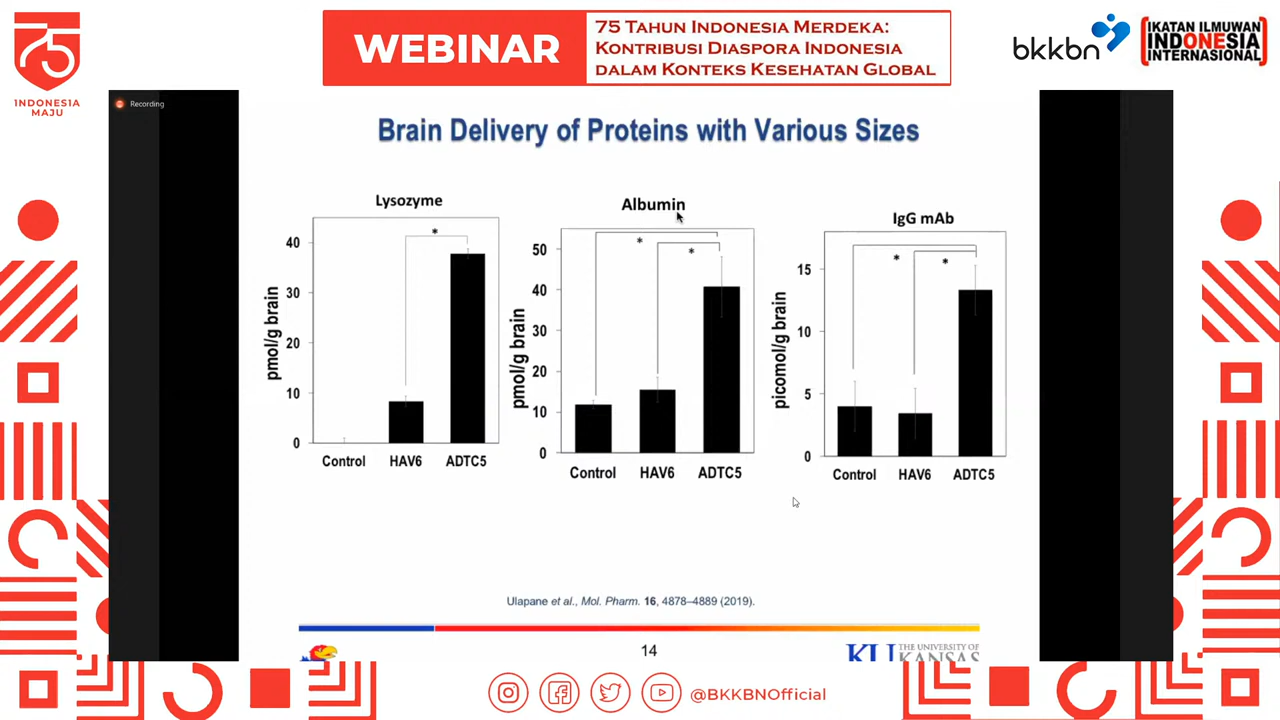 75
INDONESIA
MAJU
WEBINAR
75 TAHUN INDONESIA MERDEKA:
KONTRIBUSI DIASPORA INDONESIA
DALAM KONTEKS KESEHATAN GLOBAL
bkkbn
IKATAN ILMUWAN
INDONESIA
INTERNASIONAL
Recording
Brain Delivery of Proteins with Various Sizes
Lysozyme
pmol/g brain
40
30
20
10
0
*
Control HAV6 ADTC5
Albumin
pmol/g brain
50
40
30
20
10
0
*
*
Control HAV6 ADTC5
IgG mAb
picomol/g brain
15
10
5
0
*
*
Control HAV6 ADTC5
Ulapane et al., Mol. Pharm. 16, 4878–4889 (2019).
14
KU THE UNIVERSITY OF
KANSAS
@BKKBNOfficial